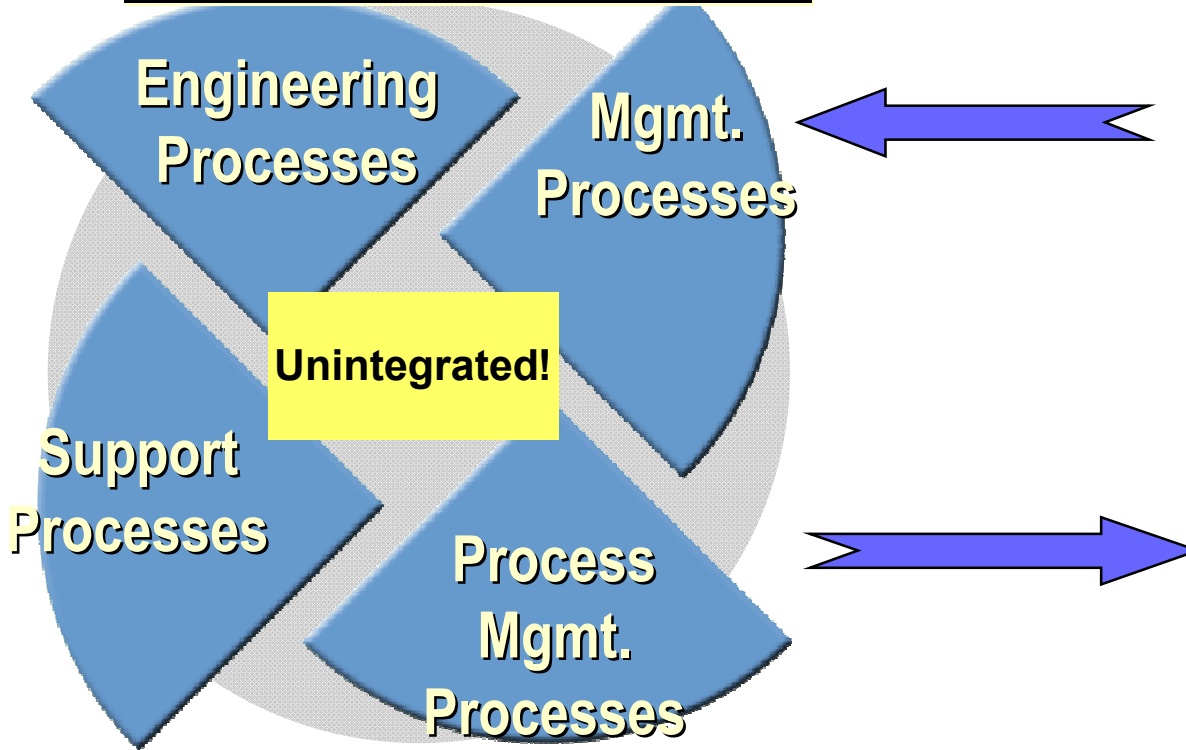 Engineering
Processes
Mgmt.
Processes
Unintegrated!
Support
Processes
Process
Mgmt.
Processes